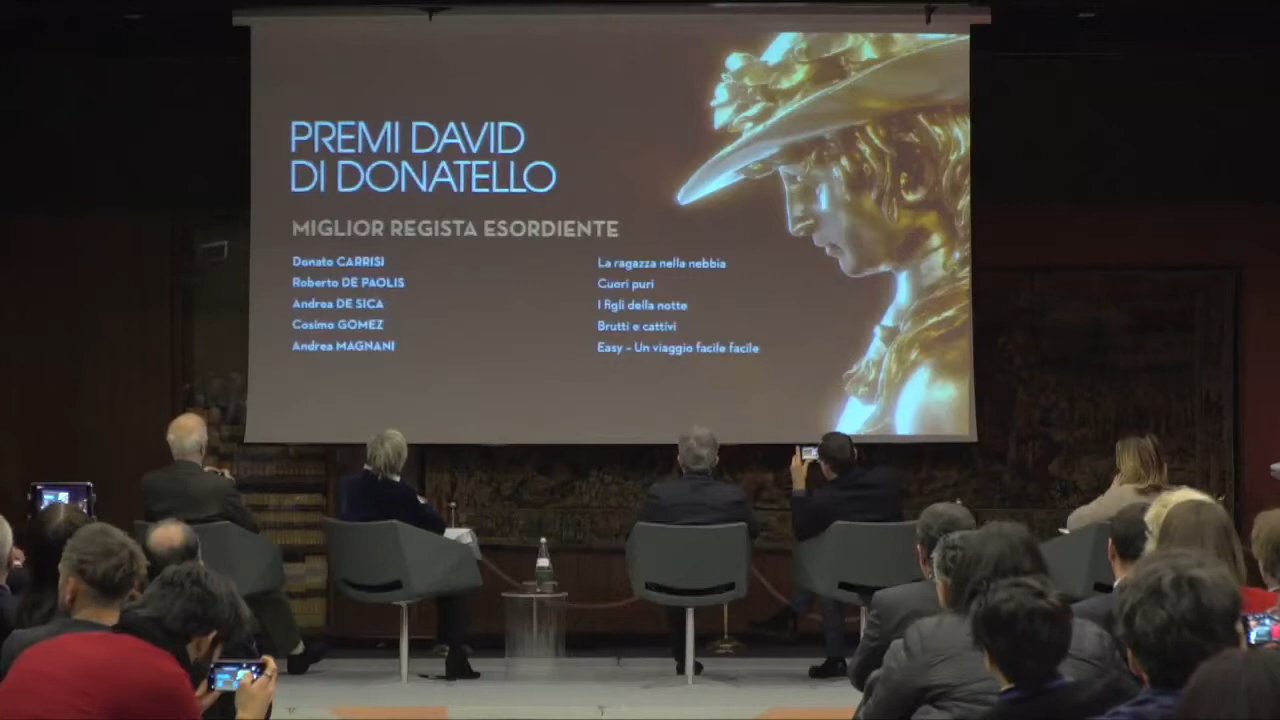 PREMI DAVID
DI DONATELLO
MIGLIOR REGISTA ESORDIENTE
Donato CARRISI La ragazza nella nebbia
Roberto DE PAOLIS Cuori puri
Andrea DE SICA I figli della notte
Cosimo GOMEZ Brutti e cattivi
Andrea MAGNANI Easy - Un viaggio facile facile